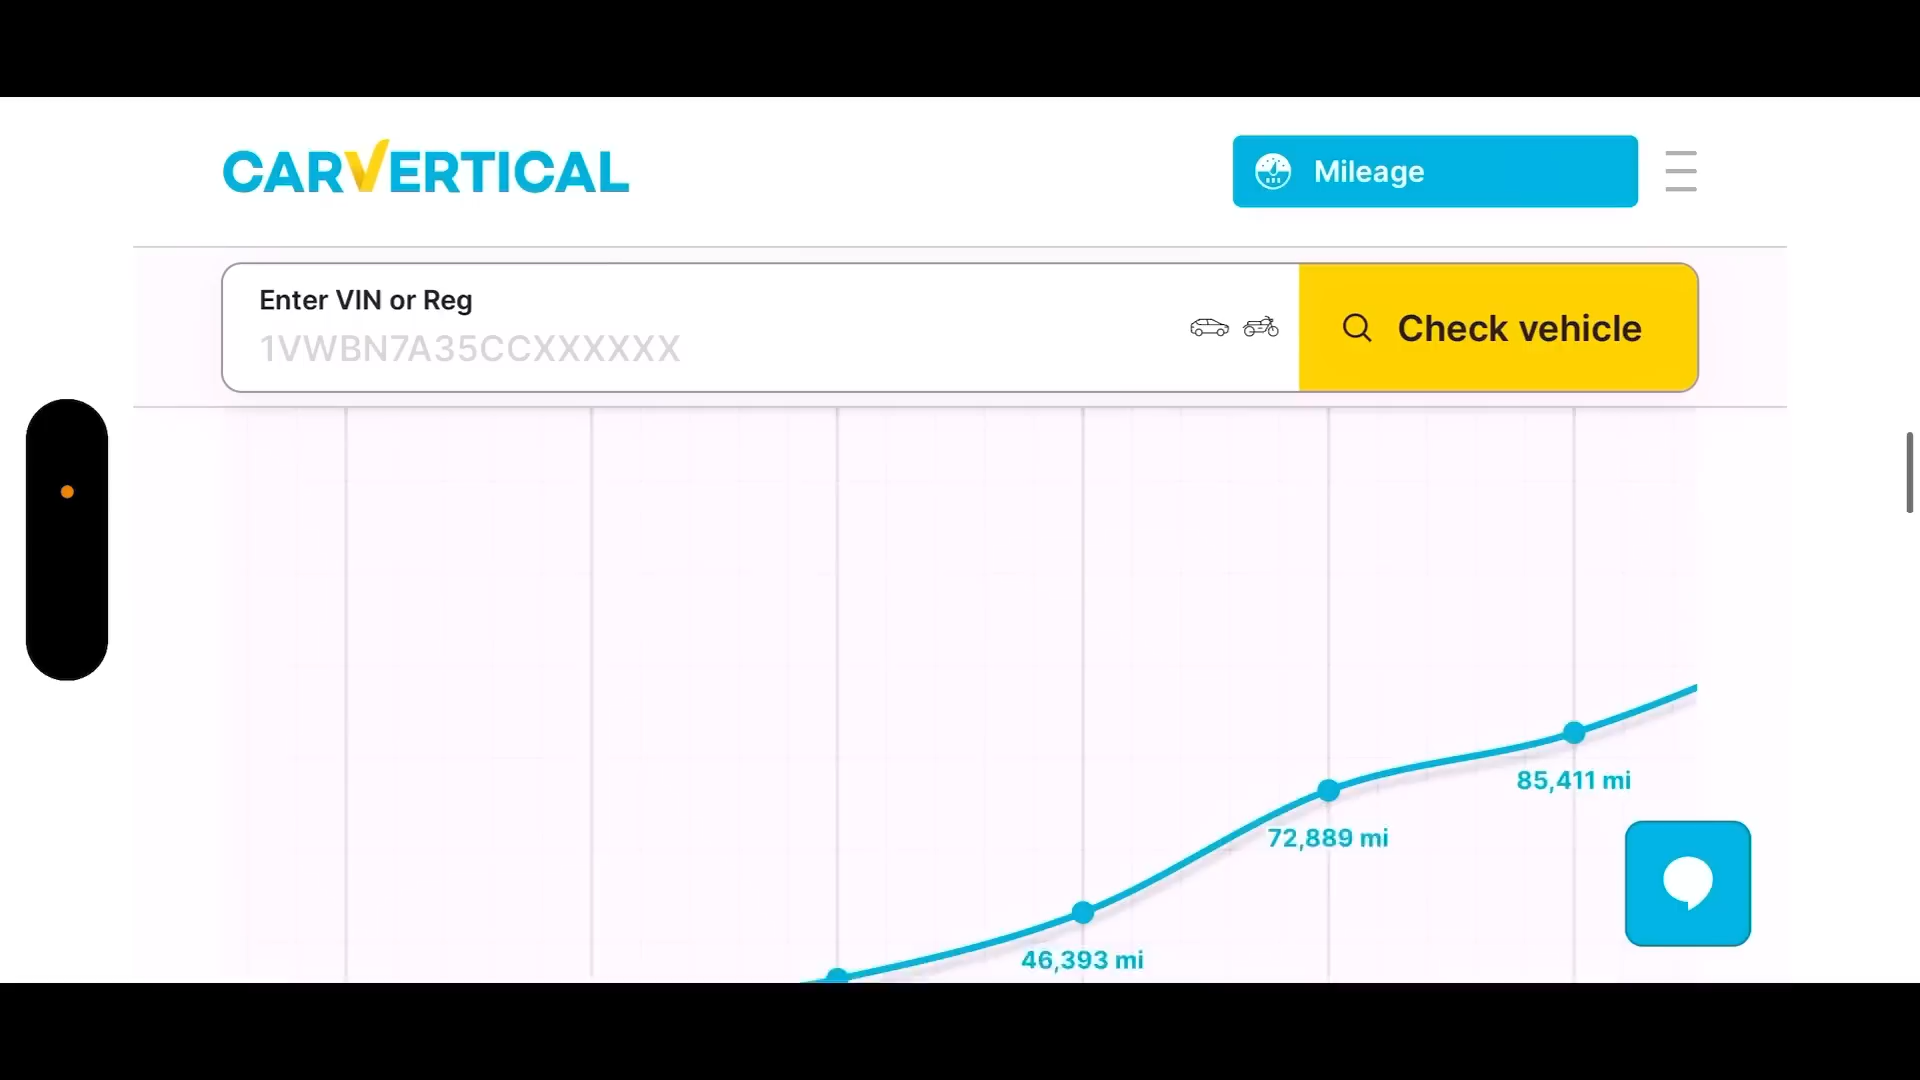 CARVERTICAL
Mileage
Enter VIN or Reg
1VWBN7A35CCXXXXXX
Check vehicle
85,411 mi
72,889 mi
46,393 mi